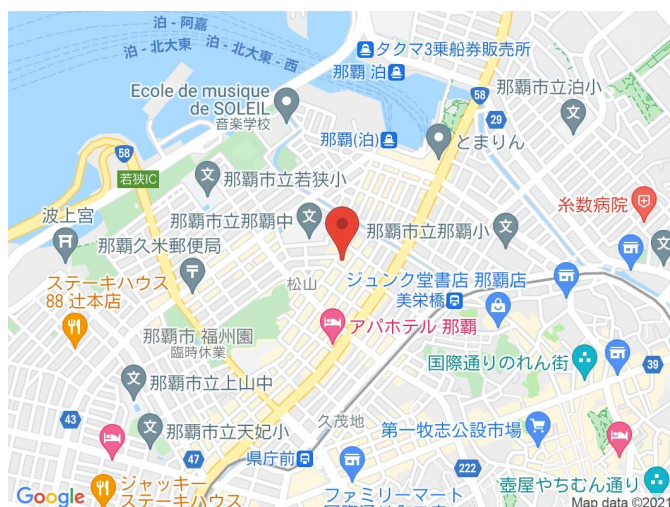 泊 - 阿嘉
泊 - 北大東
泊 - 北大東 - 西
タクマ3乗船券販売所
那覇 泊
Ecole de musique
de SOLEIL
音楽学校
58
那覇市立泊小
29
那覇(泊)
とまりん
58
若狭IC
那覇市立若狭小
糸数病院
波上宮
那覇市立那覇中
那覇市立那覇小
那覇久米郵便局
ジュンク堂書店 那覇店
松山
美栄橋
ステーキハウス
88 辻本店
アパホテル 那覇
那覇市 福州園
臨時休業
国際通りのれん街
39
那覇市立上山中
43
久茂地
第一牧志公設市場
那覇市立天妃小
47
県庁前
222
壺屋やちむん通り
Google
ジャッキー
ステーキハウス
ファミリーマート
Map data ©2021